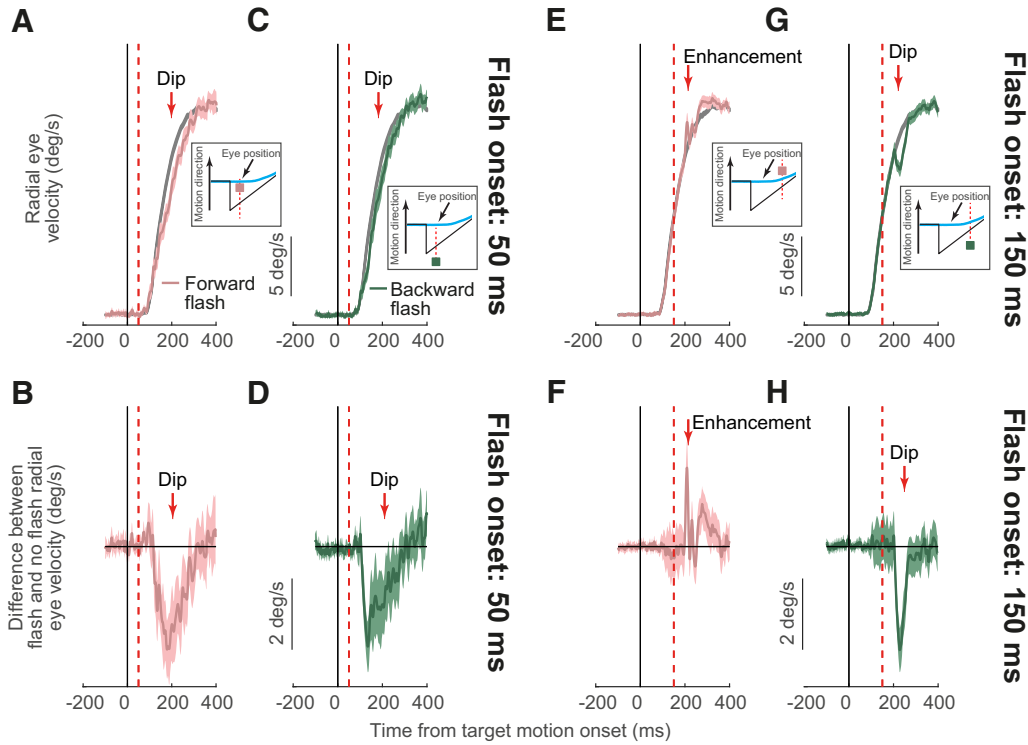 A
C
E
G
Dip
Dip
Enhancement
Dip
Radial eye
velocity (deg/s)
Motion direction
Eye position
Motion direction
Eye position
Motion direction
Eye position
Motion direction
Eye position
Forward
flash
5 deg/s
Backward
flash
5 deg/s
Flash onset: 50 ms
Flash onset: 150 ms
-200 0 200 400
0 200 400
-200 0 200 400
0 200 400
B
D
F
H
Dip
Dip
Enhancement
Dip
Difference between
flash and no flash radial
eye velocity (deg/s)
2 deg/s
2 deg/s
Flash onset: 50 ms
Flash onset: 150 ms
-200 0 200 400
-200 0 200 400
-200 0 200 400
-200 0 200 400
Time from target motion onset (ms)